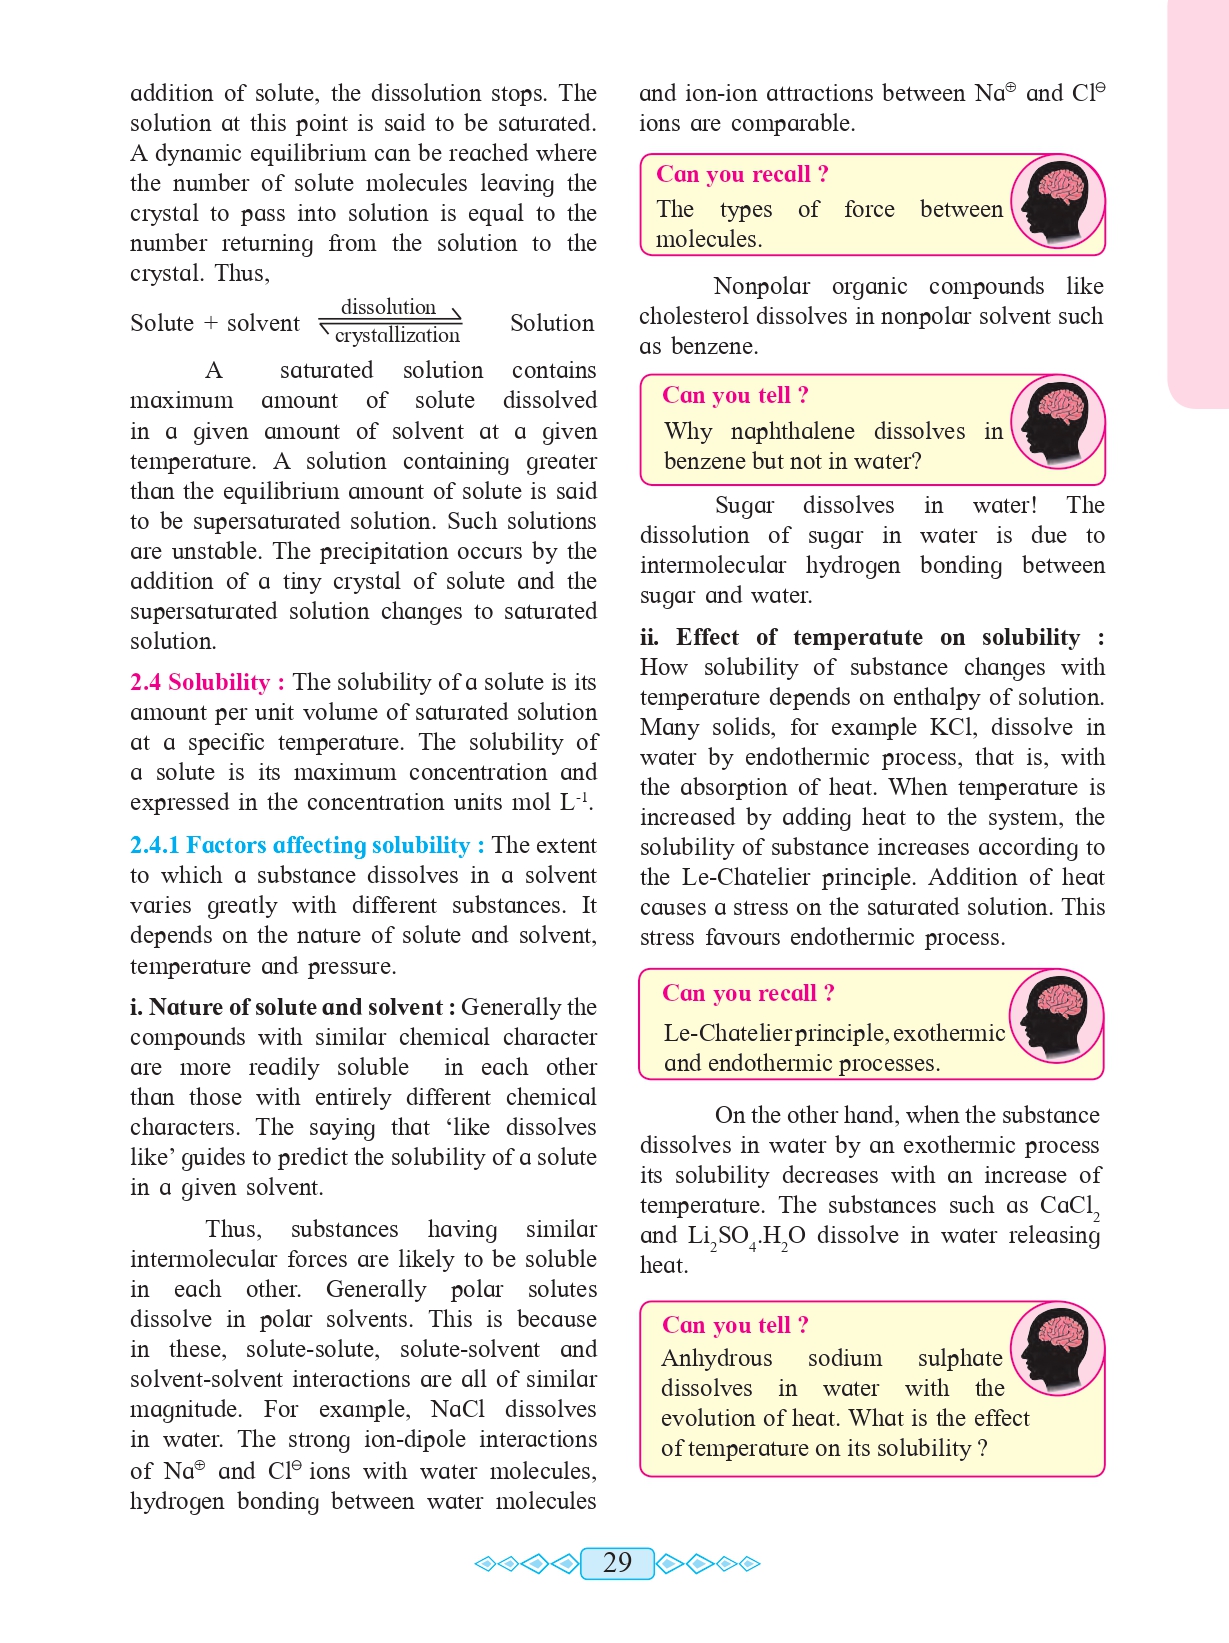 addition of solute, the dissolution stops. The
solution at this point is said to be saturated.
A dynamic equilibrium can be reached where
the number of solute molecules leaving the
crystal to pass into solution is equal to the
number returning from the solution to the
crystal. Thus,
dissolution
Solute + solvent ⇌ Solution
crystallization
A saturated solution contains
maximum amount of solute dissolved
in a given amount of solvent at a given
temperature. A solution containing greater
than the equilibrium amount of solute is said
to be supersaturated solution. Such solutions
are unstable. The precipitation occurs by the
addition of a tiny crystal of solute and the
supersaturated solution changes to saturated
solution.
2.4 Solubility : The solubility of a solute is its
amount per unit volume of saturated solution
at a specific temperature. The solubility of
a solute is its maximum concentration and
expressed in the concentration units mol L⁻¹.
2.4.1 Factors affecting solubility : The extent
to which a substance dissolves in a solvent
varies greatly with different substances. It
depends on the nature of solute and solvent,
temperature and pressure.
i. Nature of solute and solvent : Generally the
compounds with similar chemical character
are more readily soluble in each other
than those with entirely different chemical
characters. The saying that ‘like dissolves
like’ guides to predict the solubility of a solute
in a given solvent.
Thus, substances having similar
intermolecular forces are likely to be soluble
in each other. Generally polar solutes
dissolve in polar solvents. This is because
in these, solute-solute, solute-solvent and
solvent-solvent interactions are all of similar
magnitude. For example, NaCl dissolves
in water. The strong ion-dipole interactions
of Na⊕ and Cl⊖ ions with water molecules,
hydrogen bonding between water molecules
and ion-ion attractions between Na⊕ and Cl⊖
ions are comparable.
Can you recall ?
The types of force between
molecules.
Nonpolar organic compounds like
cholesterol dissolves in nonpolar solvent such
as benzene.
Can you tell ?
Why naphthalene dissolves in
benzene but not in water?
Sugar dissolves in water! The
dissolution of sugar in water is due to
intermolecular hydrogen bonding between
sugar and water.
ii. Effect of temperatute on solubility :
How solubility of substance changes with
temperature depends on enthalpy of solution.
Many solids, for example KCl, dissolve in
water by endothermic process, that is, with
the absorption of heat. When temperature is
increased by adding heat to the system, the
solubility of substance increases according to
the Le-Chatelier principle. Addition of heat
causes a stress on the saturated solution. This
stress favours endothermic process.
Can you recall ?
Le-Chatelier principle, exothermic
and endothermic processes.
On the other hand, when the substance
dissolves in water by an exothermic process
its solubility decreases with an increase of
temperature. The substances such as CaCl₂
and Li₂SO₄.H₂O dissolve in water releasing
heat.
Can you tell ?
Anhydrous sodium sulphate
dissolves in water with the
evolution of heat. What is the effect
of temperature on its solubility ?
29